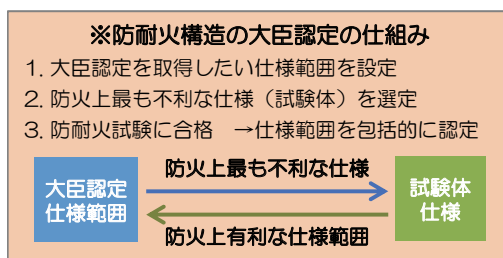 ※防耐火構造の大臣認定の仕組み
1. 大臣認定を取得したい仕様範囲を設定
2. 防火上最も不利な仕様（試験体）を選定
3. 防耐火試験に合格　→仕様範囲を包括的に認定
防火上最も不利な仕様
大臣認定
仕様範囲
試験体
仕様
防火上有利な仕様範囲